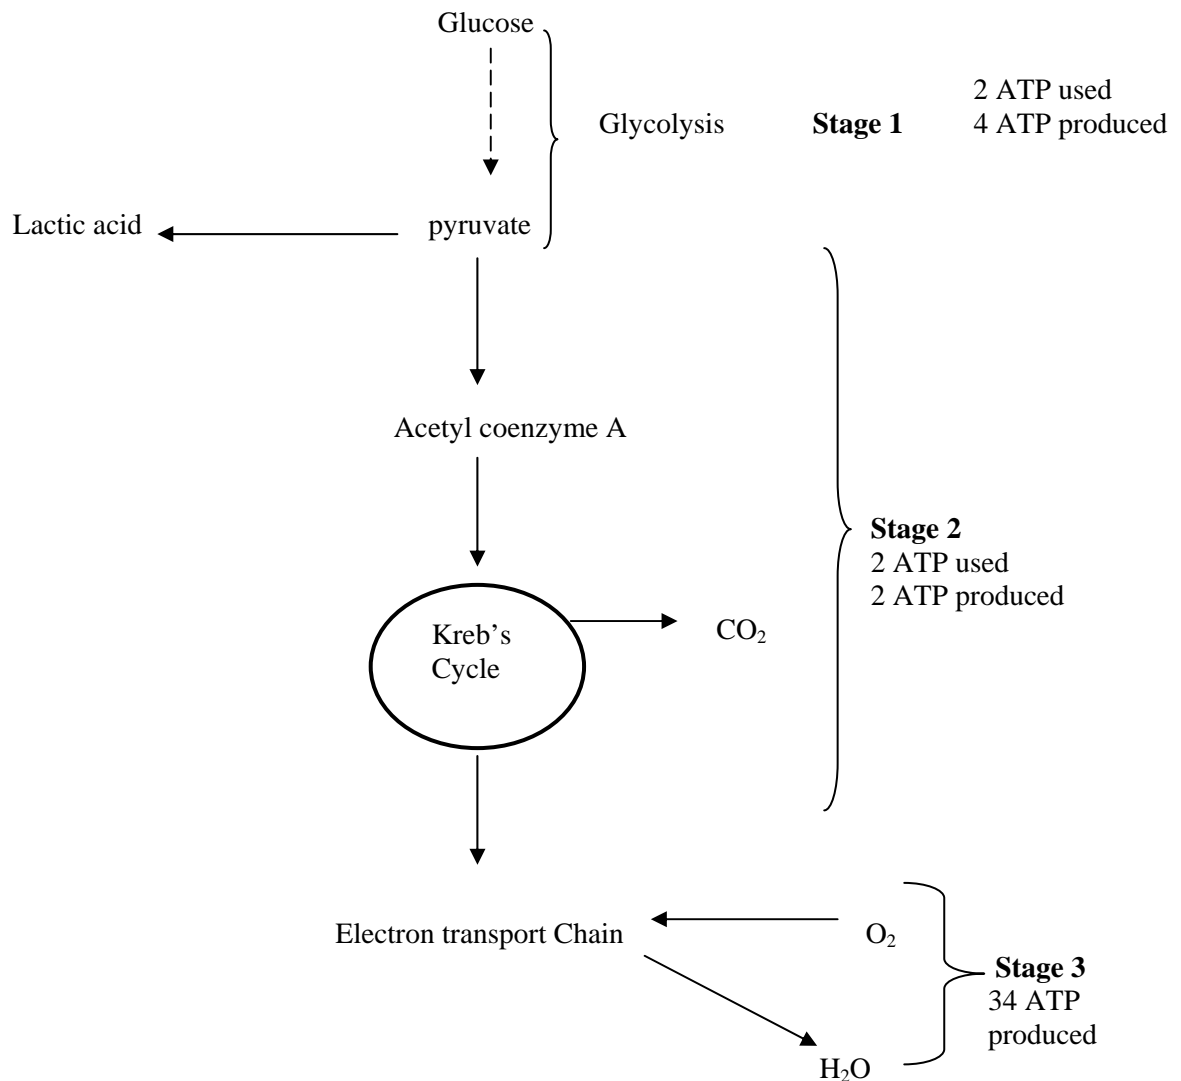 Glucose
2 ATP used
Glycolysis Stage 1 4 ATP produced
Lactic acid pyruvate
Acetyl coenzyme A
Stage 2
2 ATP used
2 ATP produced
Kreb’s
Cycle
CO₂
Electron transport Chain O₂
Stage 3
34 ATP
produced
H₂O